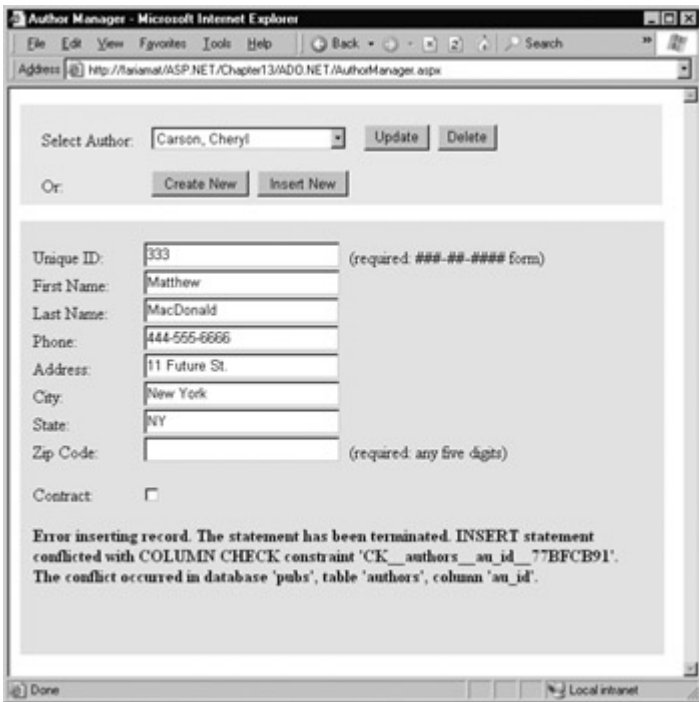 Author Manager - Microsoft Internet Explorer
File Edit View Favorites Tools Help Back Search
Address http://fariamat/ASP.NET/Chapter13/ADO.NET/AuthorManager.aspx
Select Author: Carson, Cheryl Update Delete
Or: Create New Insert New
Unique ID: 333 (required: ###-##-#### form)
First Name: Matthew
Last Name: MacDonald
Phone: 444-555-6666
Address: 11 Future St.
City: New York
State: NY
Zip Code: (required: any five digits)
Contract:
Error inserting record. The statement has been terminated. INSERT statement
conflicted with COLUMN CHECK constraint 'CK__authors__au_id__77BFCB91'.
The conflict occurred in database 'pubs', table 'authors', column 'au_id'.
Done Local intranet